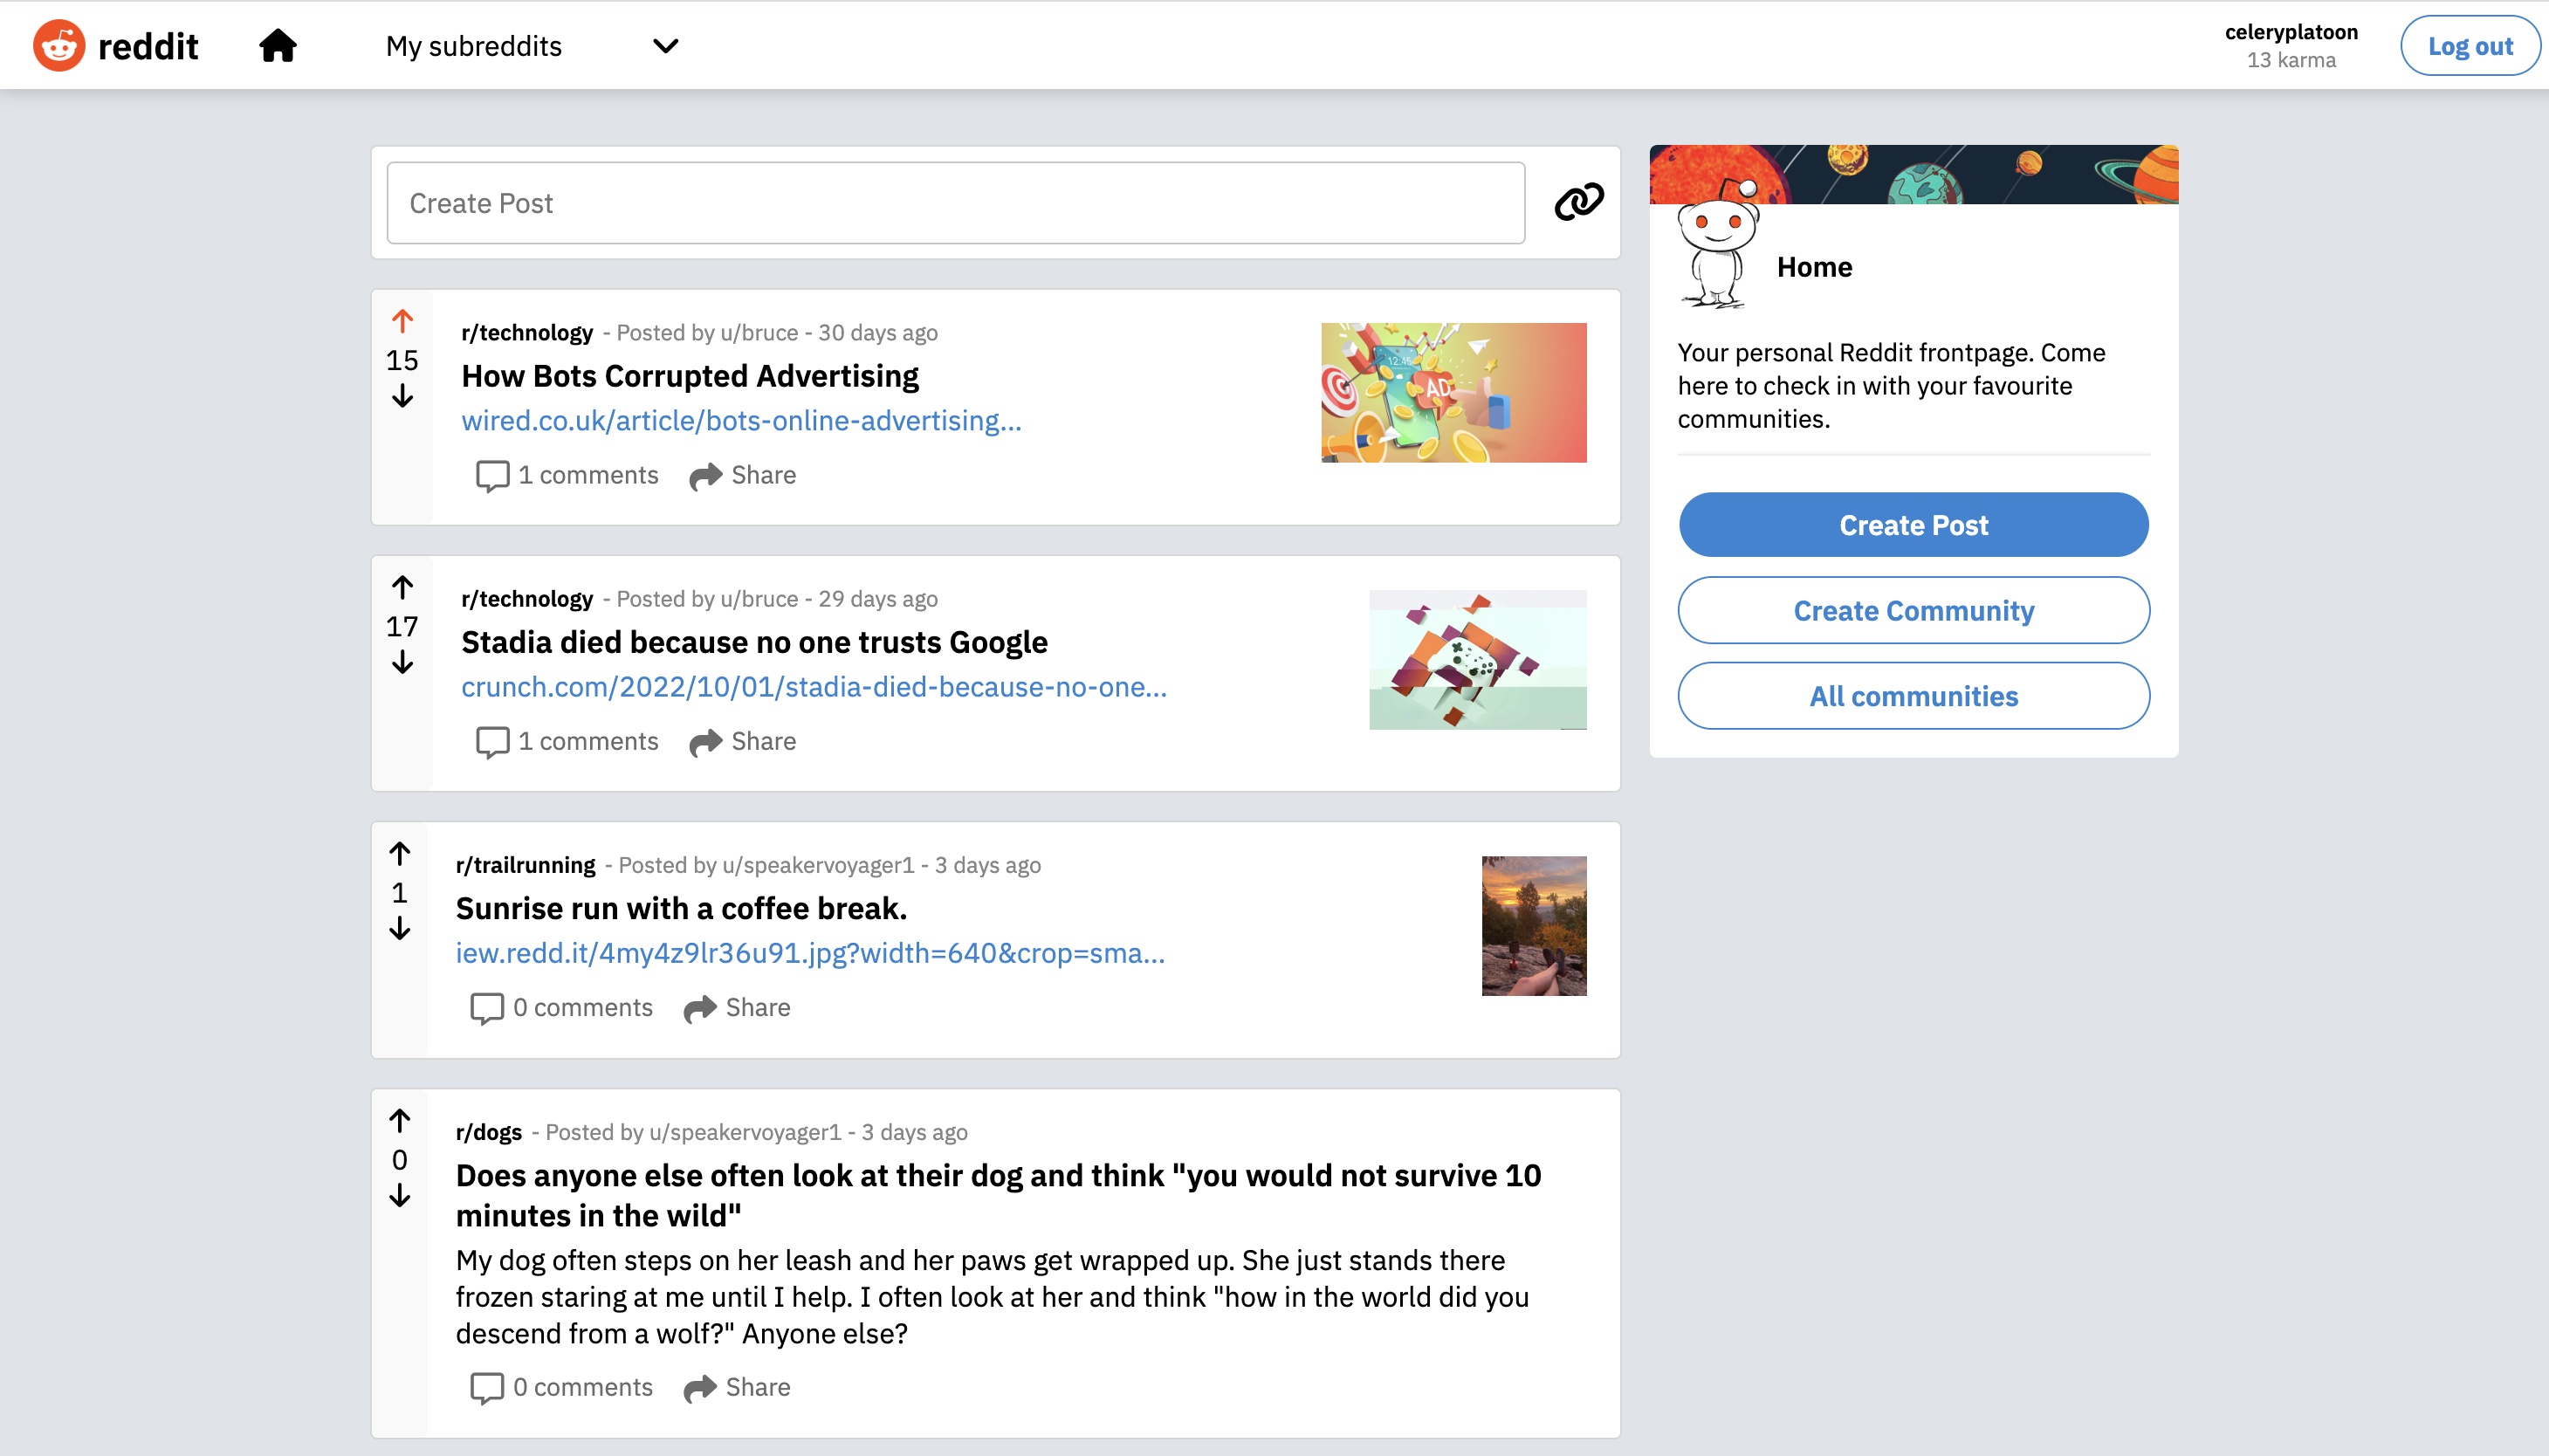 reddit
My subreddits
celeryplatoon
13 karma
Log out
Create Post
15
r/technology - Posted by u/bruce - 30 days ago
How Bots Corrupted Advertising
wired.co.uk/article/bots-online-advertising...
1 comments Share
12:45
AD
17
r/technology - Posted by u/bruce - 29 days ago
Stadia died because no one trusts Google
crunch.com/2022/10/01/stadia-died-because-no-one...
1 comments Share
1
r/trailrunning - Posted by u/speakervoyager1 - 3 days ago
Sunrise run with a coffee break.
iew.redd.it/4my4z9lr36u91.jpg?width=640&crop=sma...
0 comments Share
0
r/dogs - Posted by u/speakervoyager1 - 3 days ago
Does anyone else often look at their dog and think "you would not survive 10
minutes in the wild"
My dog often steps on her leash and her paws get wrapped up. She just stands there
frozen staring at me until I help. I often look at her and think "how in the world did you
descend from a wolf?" Anyone else?
0 comments Share
Home
Your personal Reddit frontpage. Come
here to check in with your favourite
communities.
Create Post
Create Community
All communities